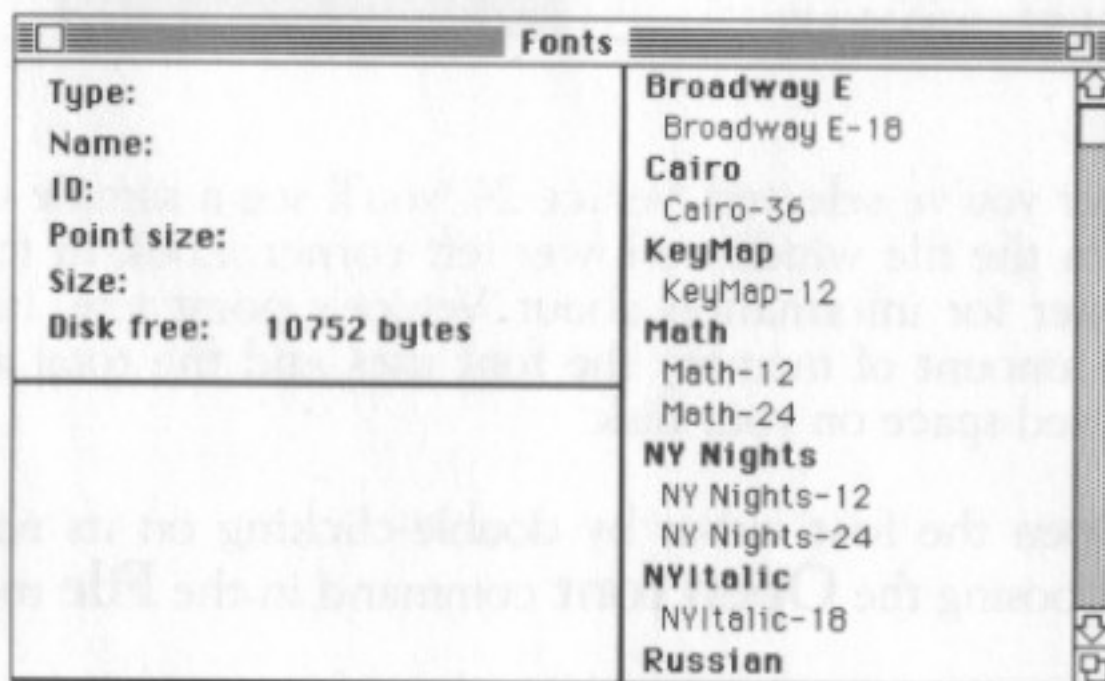 Fonts
Type:
Name:
ID:
Point size:
Size:
Disk free: 10752 bytes
Broadway E
Broadway E-18
Cairo
Cairo-36
KeyMap
KeyMap-12
Math
Math-12
Math-24
NY Nights
NY Nights-12
NY Nights-24
NYItalic
NYItalic-18
Russian